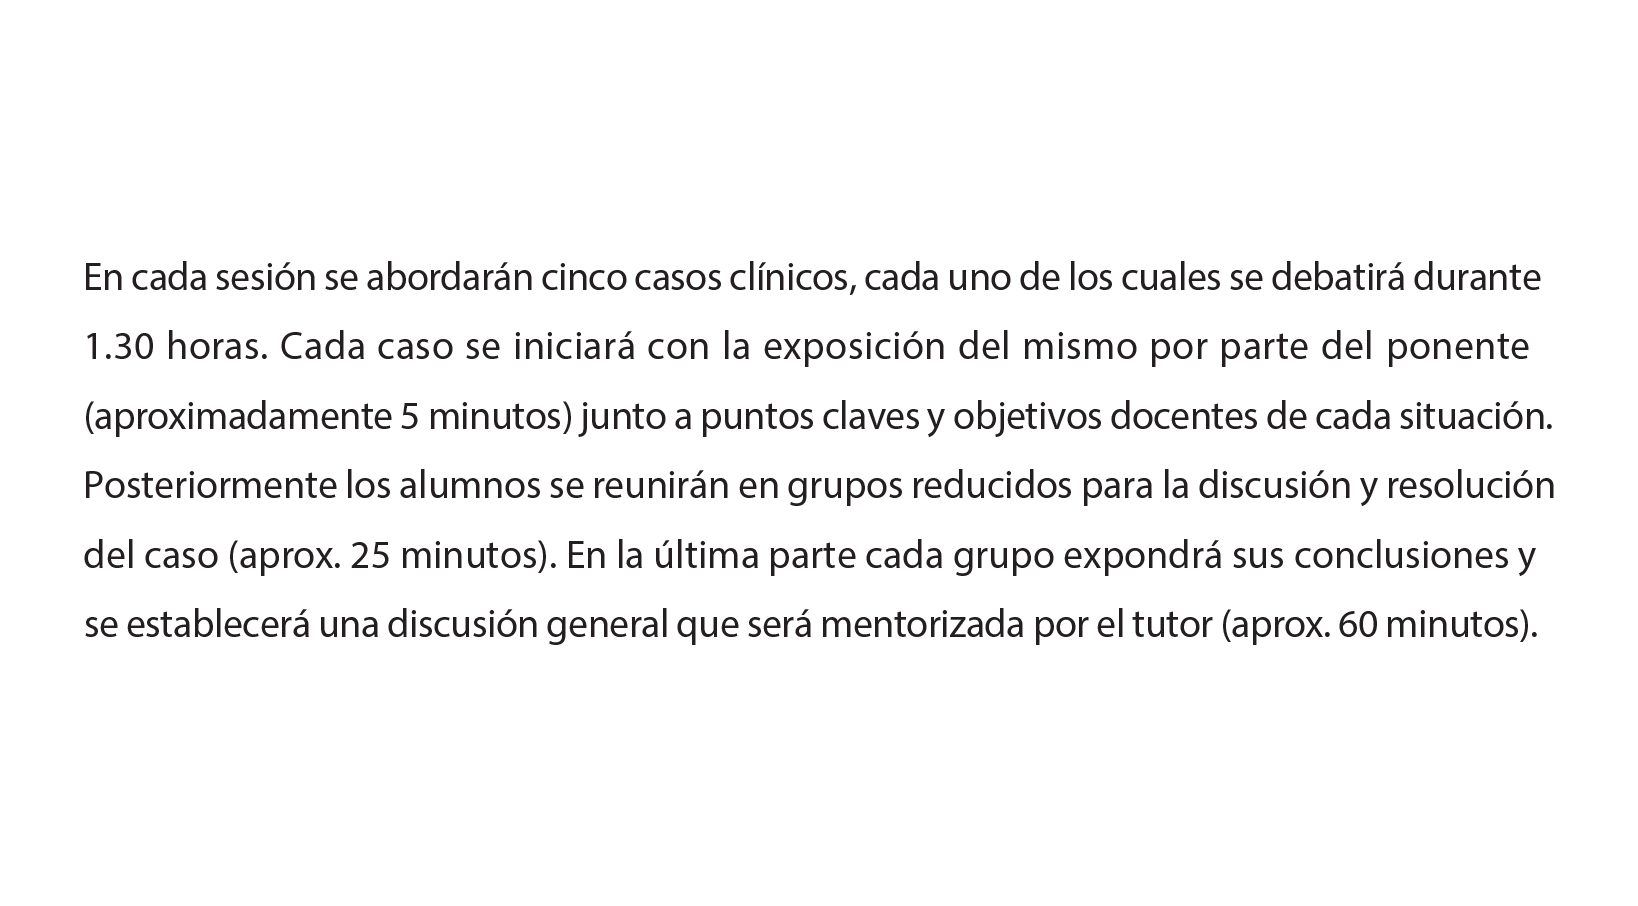 En cada sesión se abordarán cinco casos clínicos, cada uno de los cuales se debatirá durante
1.30 horas. Cada caso se iniciará con la exposición del mismo por parte del ponente
(aproximadamente 5 minutos) junto a puntos claves y objetivos docentes de cada situación.
Posteriormente los alumnos se reunirán en grupos reducidos para la discusión y resolución
del caso (aprox. 25 minutos). En la última parte cada grupo expondrá sus conclusiones y
se establecerá una discusión general que será mentorizada por el tutor (aprox. 60 minutos).